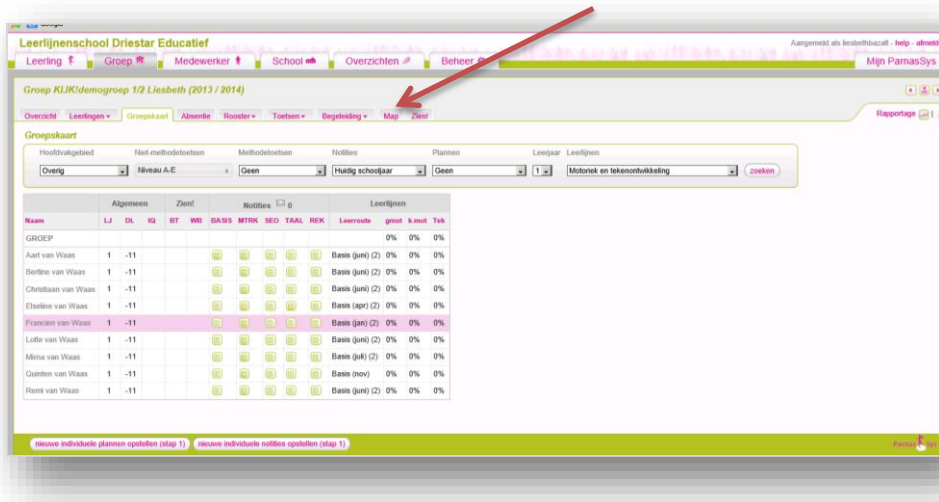 Google
Leerlijnenschool Driestar Educatief
Aangemeld als liesbethbazalt - help - afmelde
Leerling Groep Medewerker School Overzichten Beheer Mijn ParnasSys
Groep KIJK!demogroep 1/2 Liesbeth (2013 / 2014)
Overzicht Leerlingen Groepskaart Absentie Rooster Toetsen Begeleiding Map Zien! Rapportage
Groepskaart
Hoofdvakgebied Niet-methodetoetsen Methodetoetsen Notities Plannen Leerjaar Leerlijnen
Overig Niveau A-E Geen Huidig schooljaar Geen 1 Motoriek en tekenontwikkeling zoeken
Algemeen Zien! Notities 0 Leerlijnen
Naam LJ DL IQ BT WB BASIS MTRK SEO TAAL REK Leerroute gmot k.mot Tek
GROEP 0% 0% 0%
Aart van Waas 1 -11 Basis (juni) (2) 0% 0% 0%
Bertine van Waas 1 -11 Basis (juni) (2) 0% 0% 0%
Christiaan van Waas 1 -11 Basis (juni) (2) 0% 0% 0%
Elseline van Waas 1 -11 Basis (apr) (2) 0% 0% 0%
Francien van Waas 1 -11 Basis (jan) (2) 0% 0% 0%
Lotte van Waas 1 -11 Basis (juni) (2) 0% 0% 0%
Mirna van Waas 1 -11 Basis (juli) (2) 0% 0% 0%
Quinten van Waas 1 -11 Basis (nov) 0% 0% 0%
Remi van Waas 1 -11 Basis (juni) (2) 0% 0% 0%
nieuwe individuele plannen opstellen (stap 1) nieuwe individuele notities opstellen (stap 1) ParnasSys